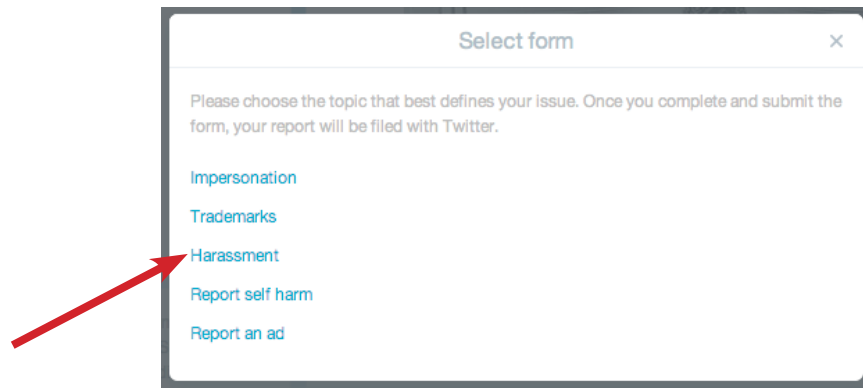 Select form
×
Please choose the topic that best defines your issue. Once you complete and submit the
form, your report will be filed with Twitter.
Impersonation
Trademarks
Harassment
Report self harm
Report an ad